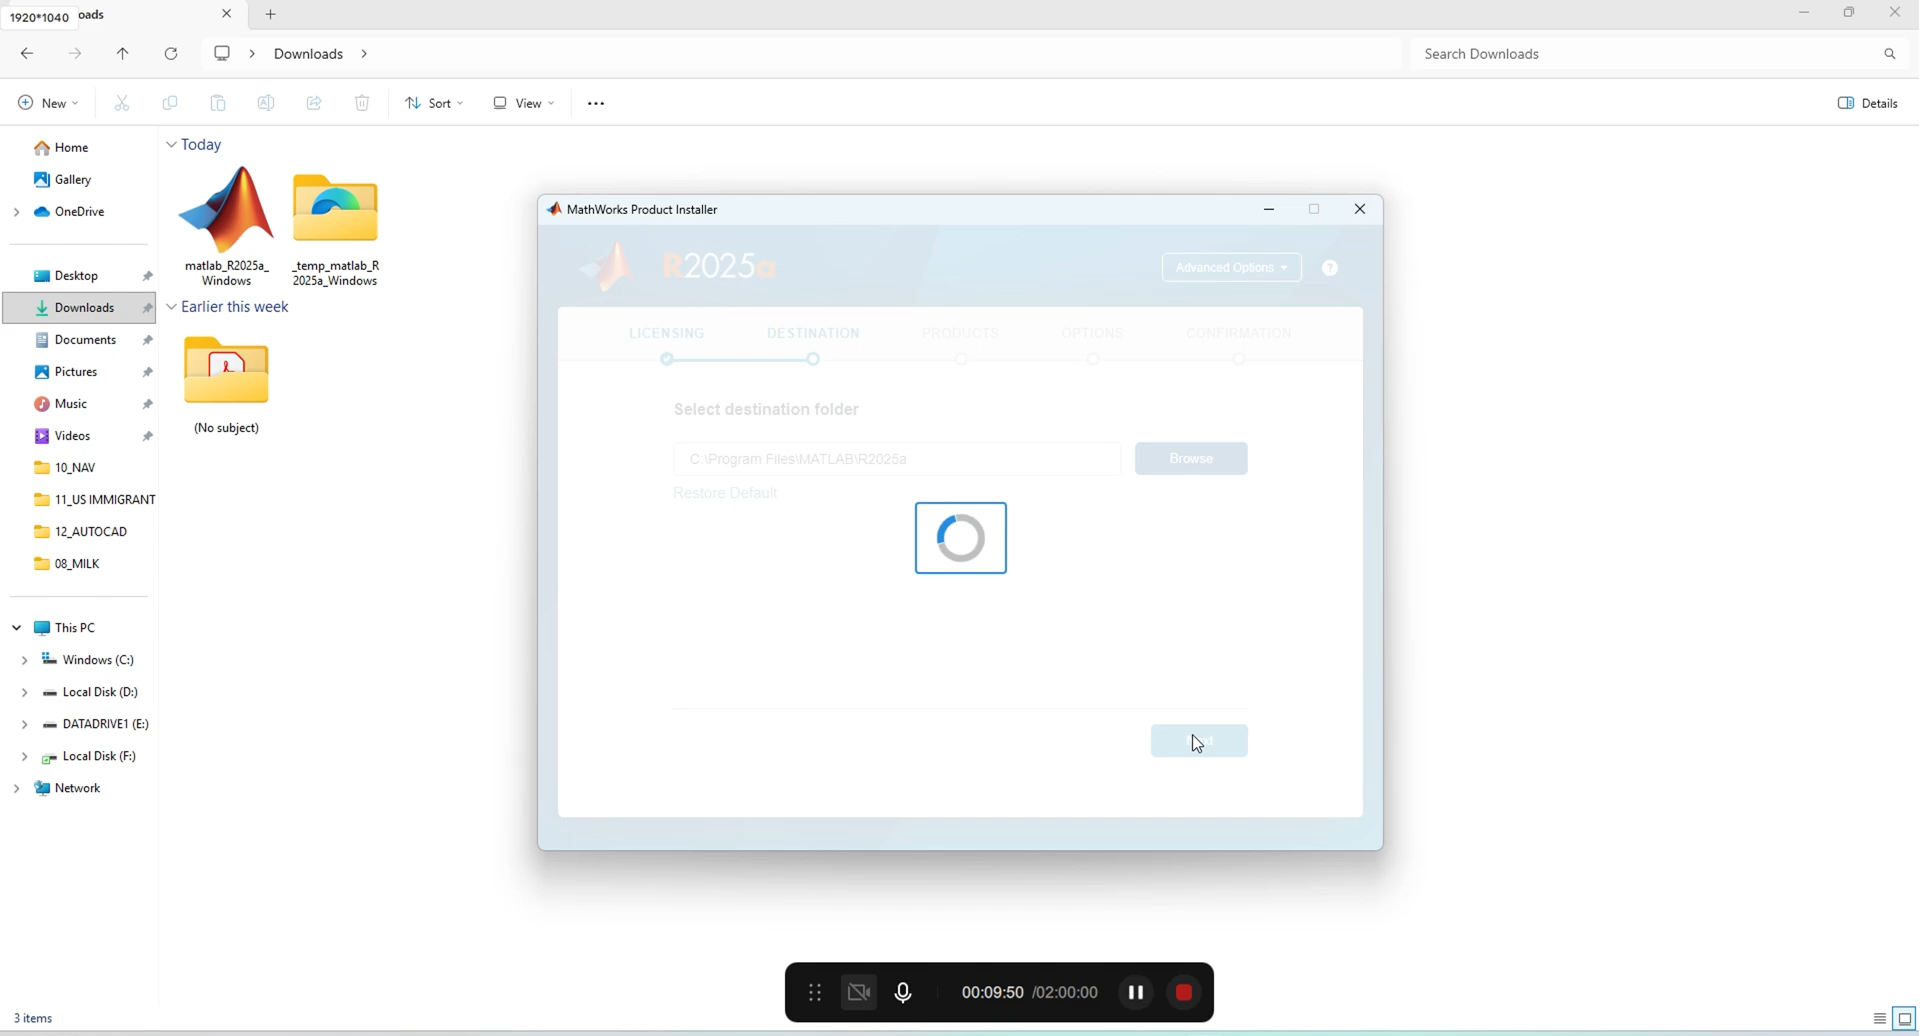 1920*1040
oads
Downloads
Search Downloads
New
Sort
View
Details
Home
Gallery
OneDrive
Desktop
Downloads
Documents
Pictures
Music
Videos
10_NAV
11_US IMMIGRANT
12_AUTOCAD
08_MILK
This PC
Windows (C:)
Local Disk (D:)
DATADRIVE1 (E:)
Local Disk (F:)
Network
Today
matlab_R2025a_
Windows
_temp_matlab_R
2025a_Windows
Earlier this week
(No subject)
MathWorks Product Installer
R2025a
Advanced Options
?
LICENSING
DESTINATION
PRODUCTS
OPTIONS
CONFIRMATION
Select destination folder
C:\Program Files\MATLAB\R2025a
Browse
Restore Default
00:09:50 /02:00:00
3 items